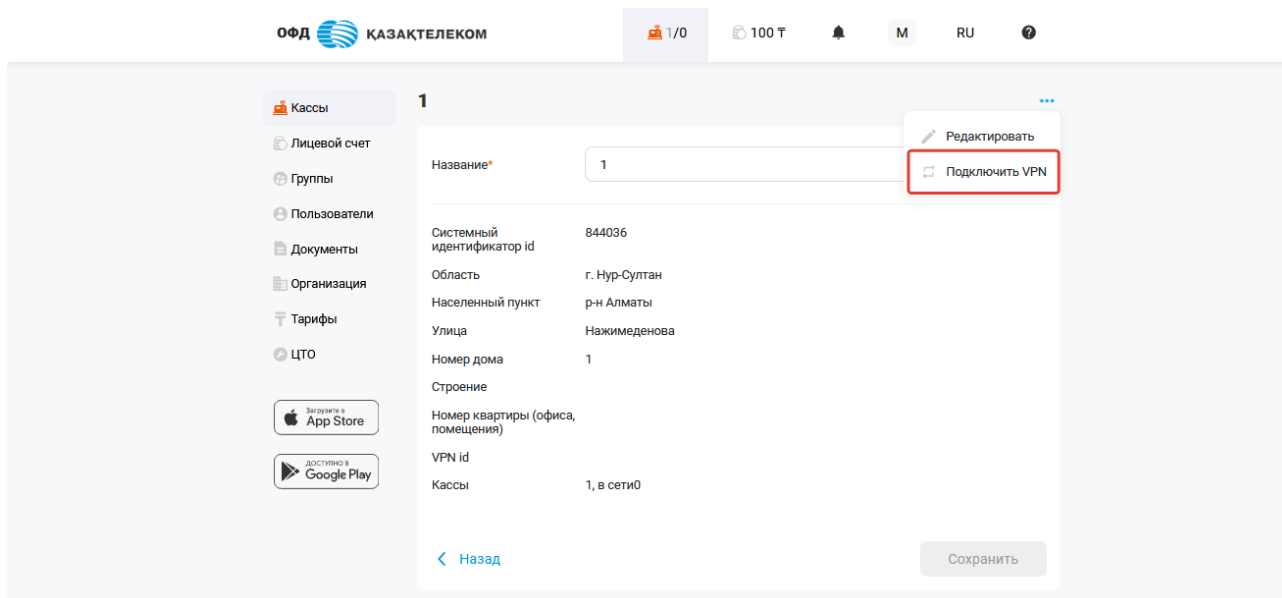 ОФД ҚАЗАҚТЕЛЕКОМ
1/0
100 ₸
M
RU
Кассы
Лицевой счет
Группы
Пользователи
Документы
Организация
Тарифы
ЦТО
Загрузите в
App Store
ДОСТУПНО В
Google Play
1
Редактировать
Подключить VPN
Название*
1
Системный
идентификатор id
844036
Область
г. Нур-Султан
Населенный пункт
р-н Алматы
Улица
Нажимеденова
Номер дома
1
Строение
Номер квартиры (офиса,
помещения)
VPN id
Кассы
1, в сети0
Назад
Сохранить